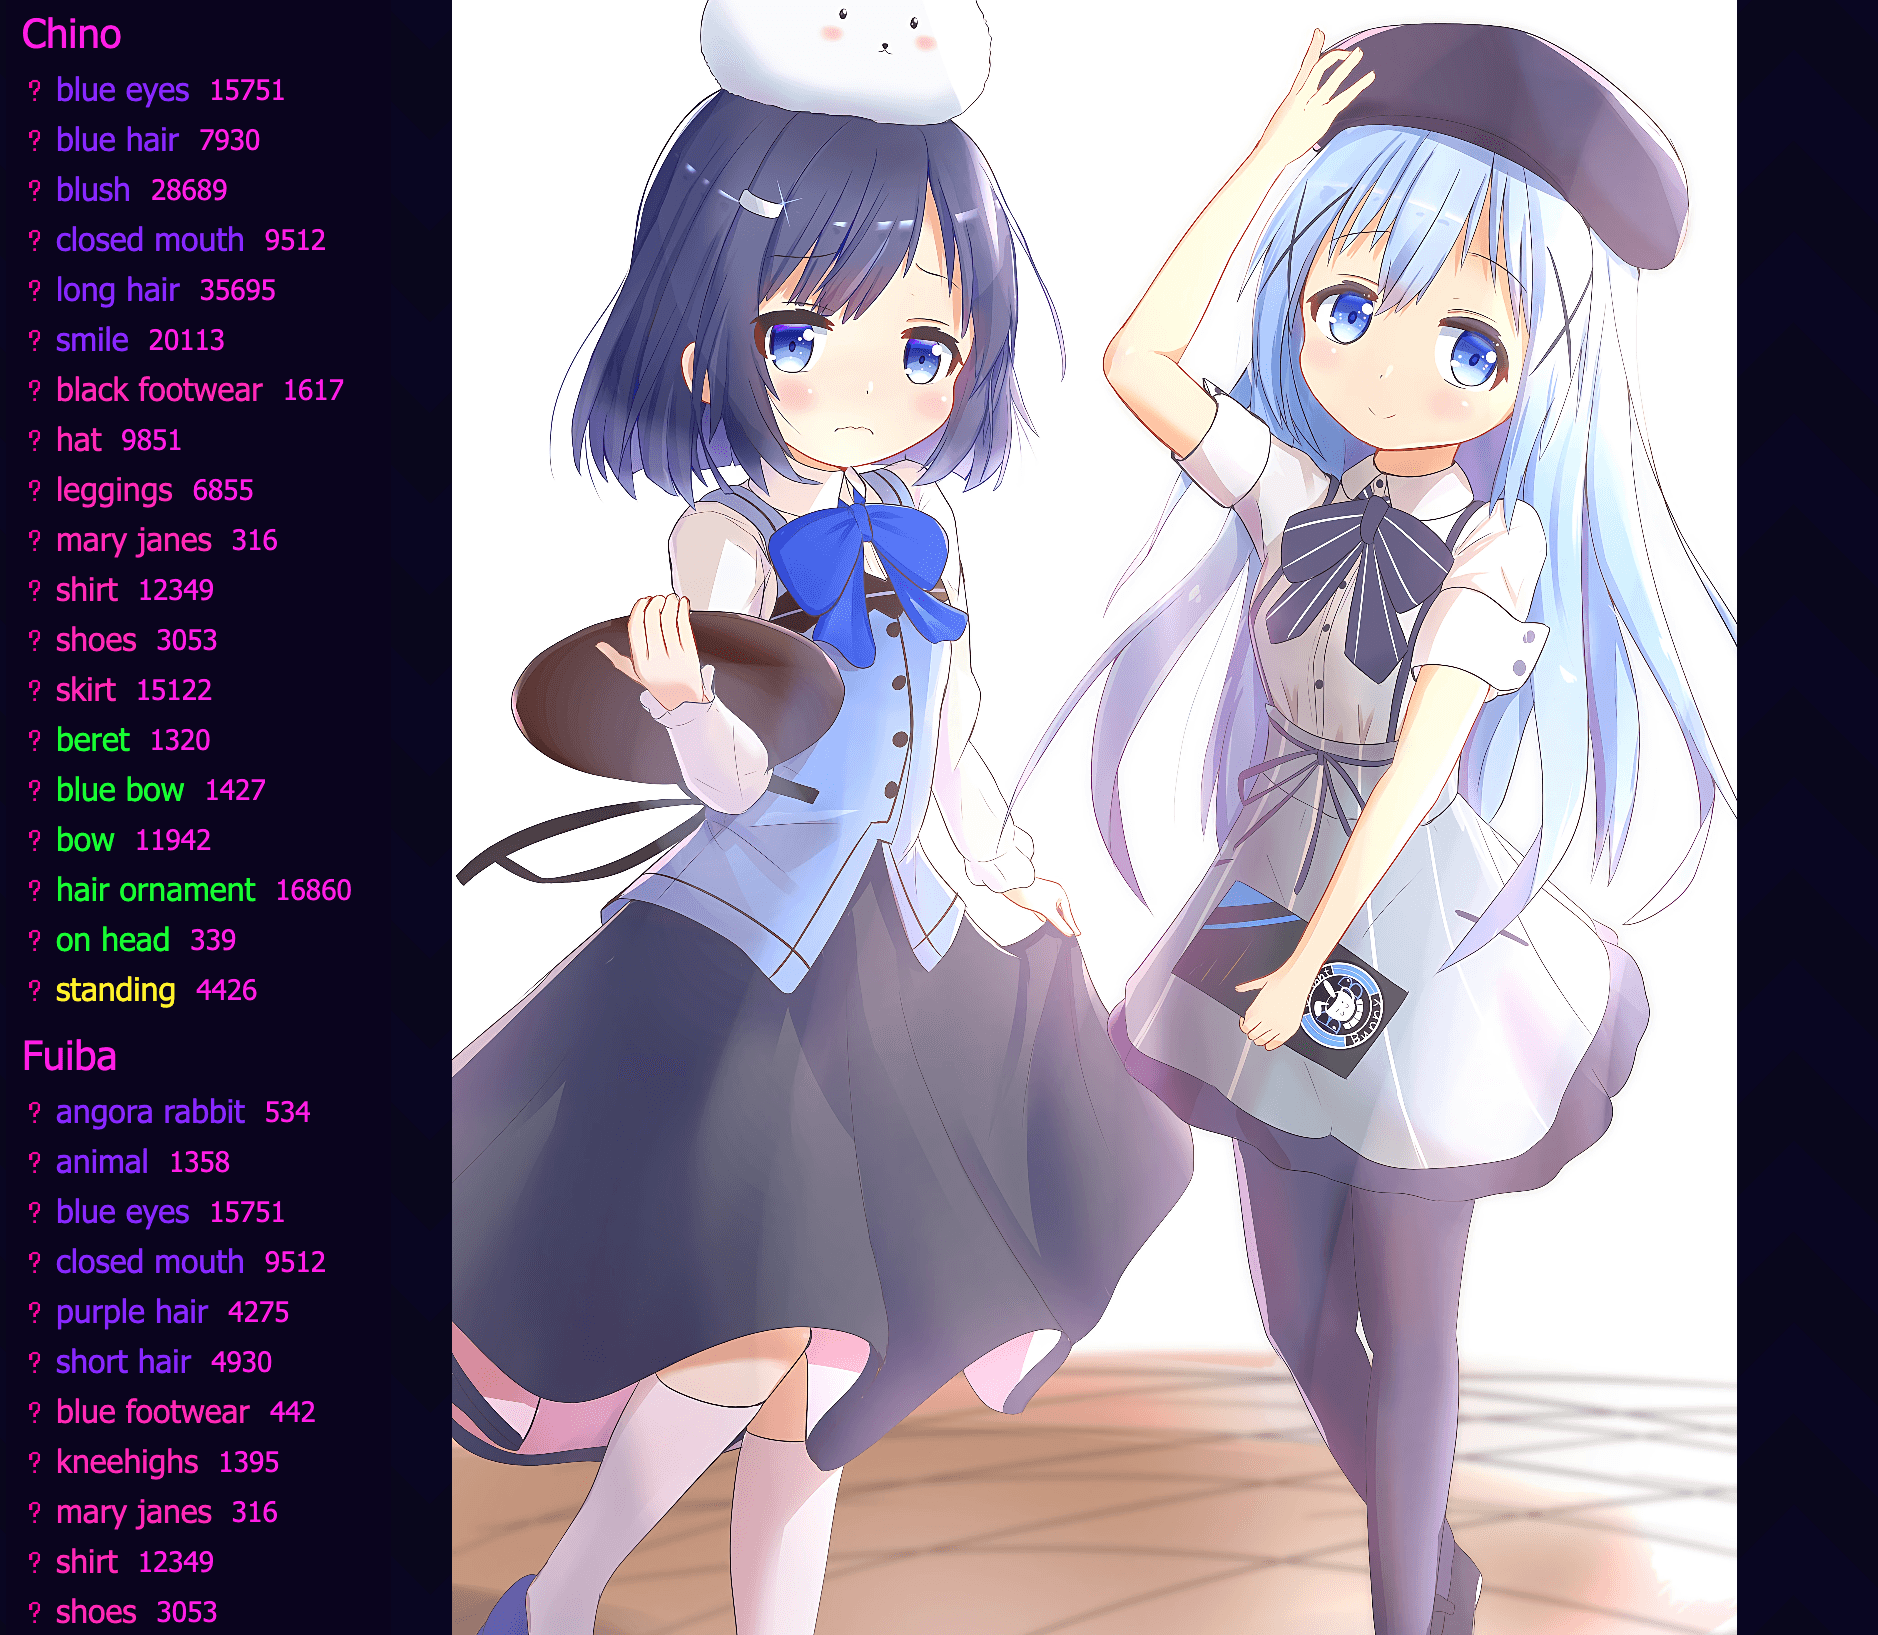 Chino
? blue eyes 15751
? blue hair 7930
? blush 28689
? closed mouth 9512
? long hair 35695
? smile 20113
? black footwear 1617
? hat 9851
? leggings 6855
? mary janes 316
? shirt 12349
? shoes 3053
? skirt 15122
? beret 1320
? blue bow 1427
? bow 11942
? hair ornament 16860
? on head 339
? standing 4426
Fuiba
? angora rabbit 534
? animal 1358
? blue eyes 15751
? closed mouth 9512
? purple hair 4275
? short hair 4930
? blue footwear 442
? kneehighs 1395
? mary janes 316
? shirt 12349
? shoes 3053